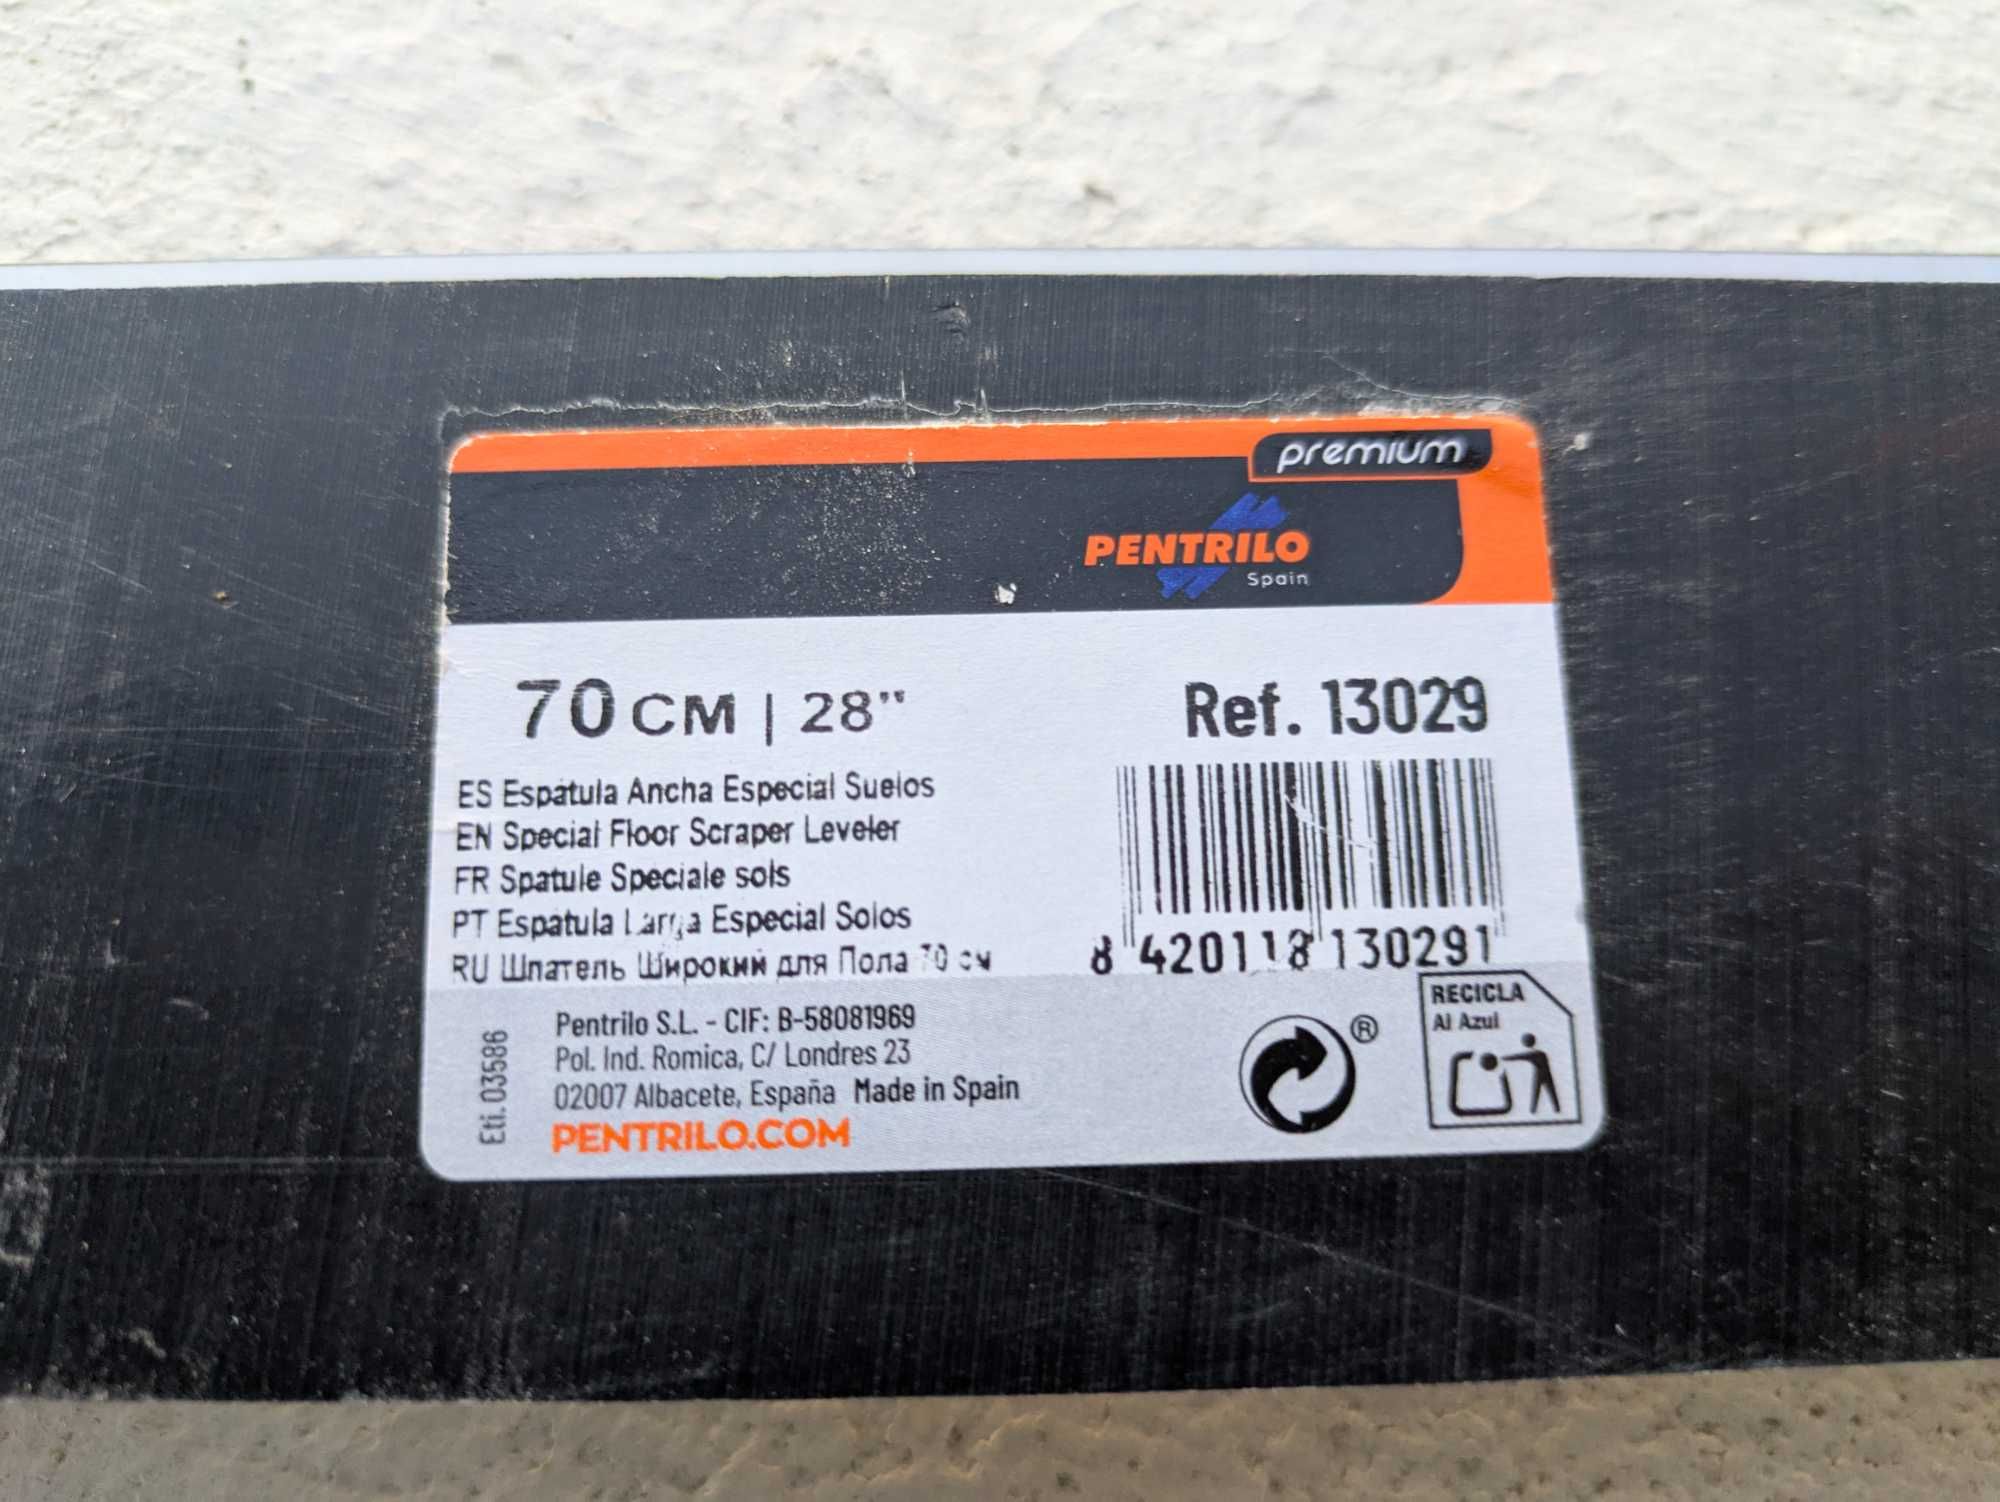 premium
PENTRILO
Spain
70 CM | 28"
Ref. 13029
ES Espátula Ancha Especial Suelos
EN Special Floor Scraper Leveler
FR Spatule Speciale sols
PT Espátula Larga Especial Solos
RU Шпатель Широкий для Пола 70 см
8 420118 130291
Eti. 03586
Pentrilo S.L. - CIF: B-58081969
Pol. Ind. Romica, C/ Londres 23
02007 Albacete, España Made in Spain
PENTRILO.COM
®
RECICLA
Al Azul